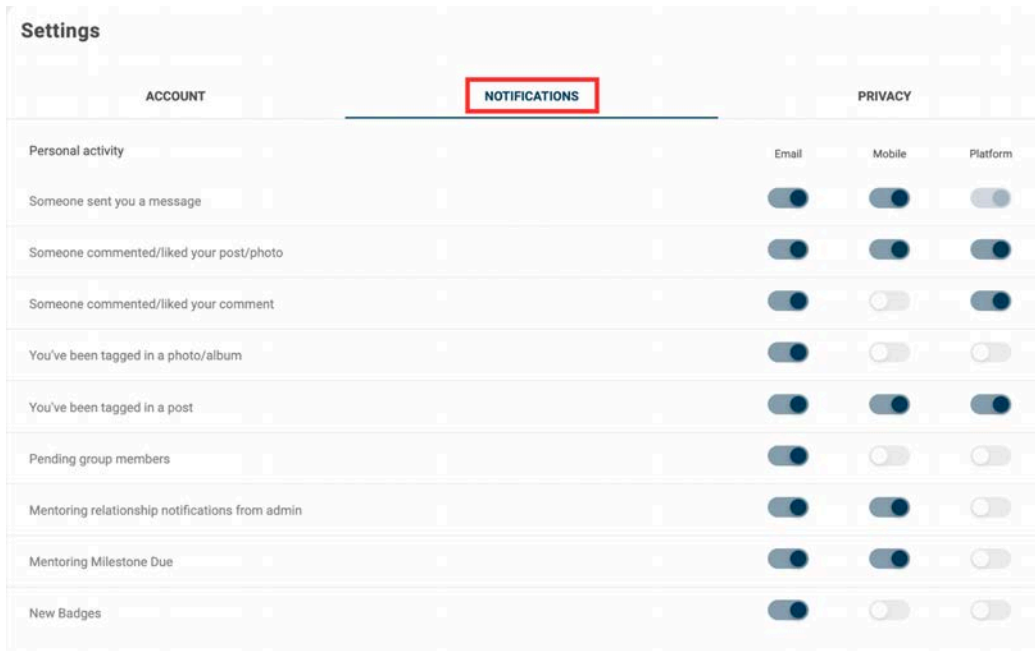 Settings
ACCOUNT NOTIFICATIONS PRIVACY
Personal activity Email Mobile Platform
Someone sent you a message
Someone commented/liked your post/photo
Someone commented/liked your comment
You've been tagged in a photo/album
You've been tagged in a post
Pending group members
Mentoring relationship notifications from admin
Mentoring Milestone Due
New Badges